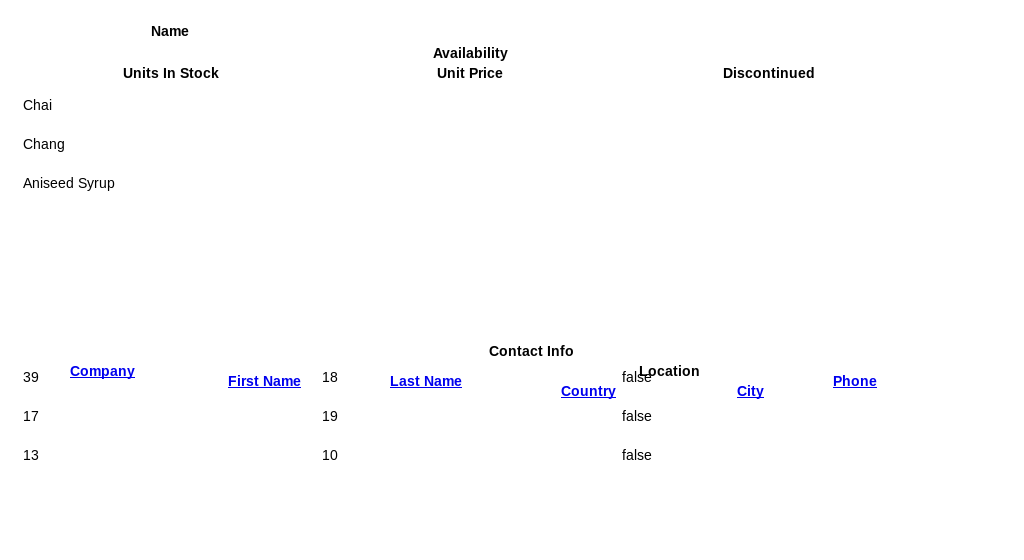 Name
Availability
Units In Stock Unit Price Discontinued
Chai
Chang
Aniseed Syrup
Contact Info
Company Location
39 18 false
First Name Last Name Phone
Country City
17 19 false
13 10 false